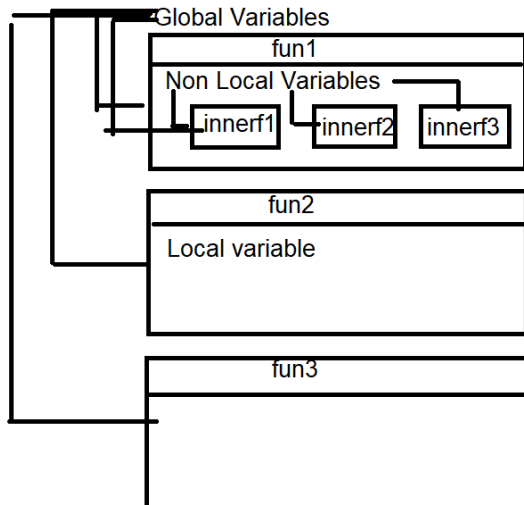 Global Variables
fun1
Non Local Variables
innerf1 innerf2 innerf3
fun2
Local variable
fun3